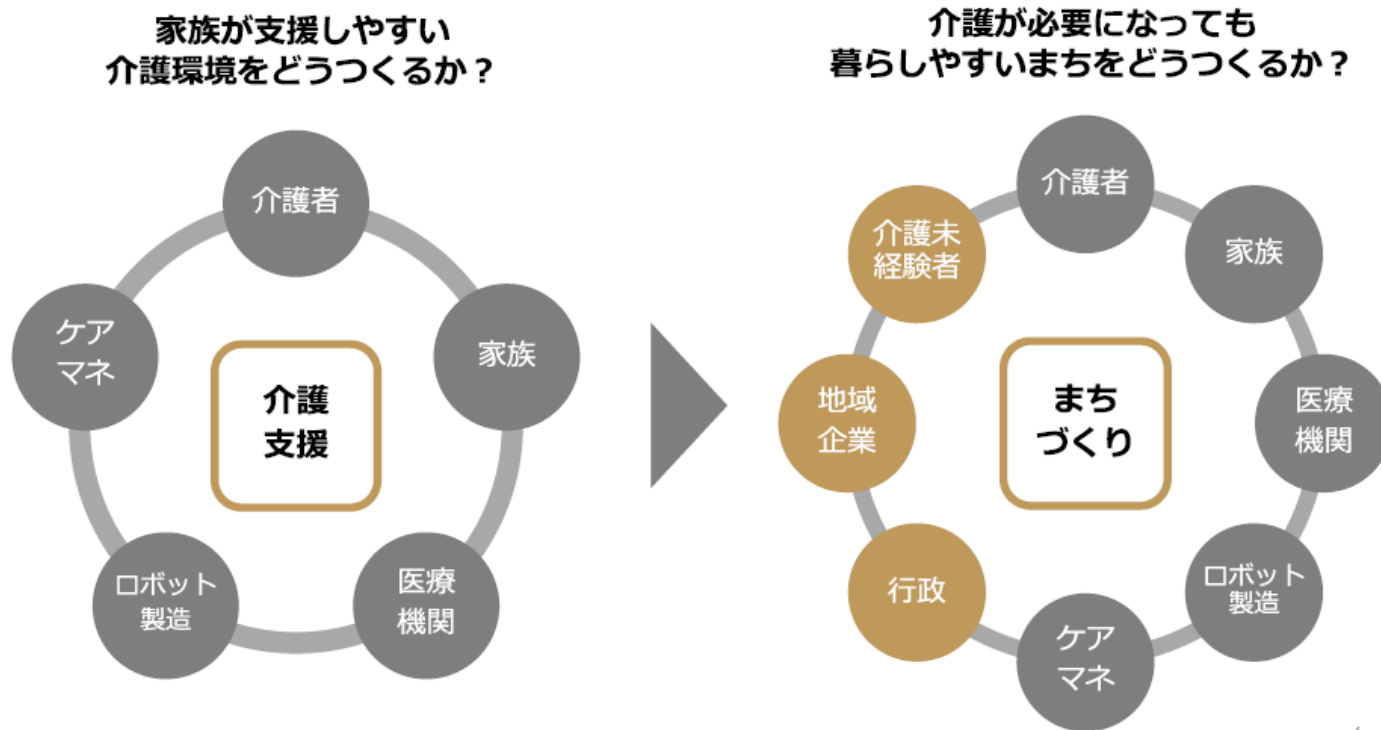 家族が支援しやすい
介護環境をどうつくるか？
介護者
家族
医療
機関
ロボット
製造
ケア
マネ
介護
支援
介護が必要になっても
暮らしやすいまちをどうつくるか？
介護者
家族
医療
機関
ロボット
製造
ケア
マネ
行政
地域
企業
介護未
経験者
まち
づくり